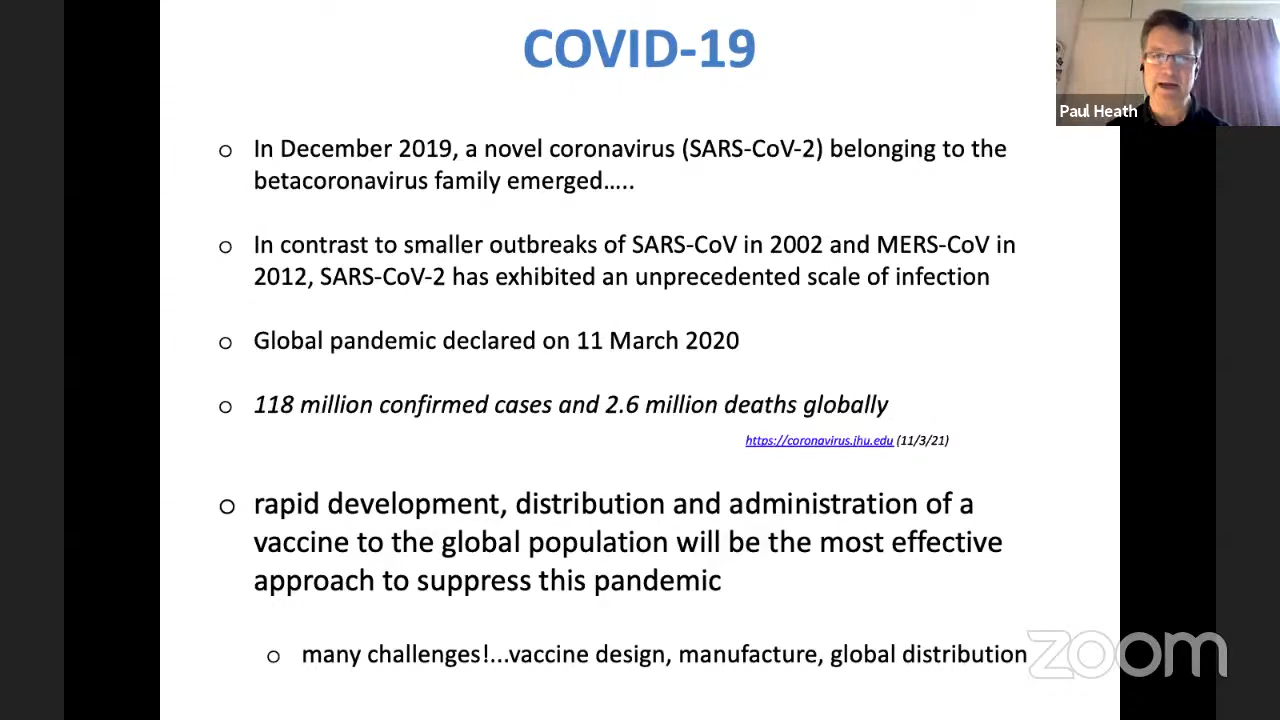 COVID-19
Paul Heath
o In December 2019, a novel coronavirus (SARS-CoV-2) belonging to the
betacoronavirus family emerged.....
o In contrast to smaller outbreaks of SARS-CoV in 2002 and MERS-CoV in
2012, SARS-CoV-2 has exhibited an unprecedented scale of infection
o Global pandemic declared on 11 March 2020
o 118 million confirmed cases and 2.6 million deaths globally
https://coronavirus.jhu.edu (11/3/21)
o rapid development, distribution and administration of a
vaccine to the global population will be the most effective
approach to suppress this pandemic
o many challenges!...vaccine design, manufacture, global distribution
zoom